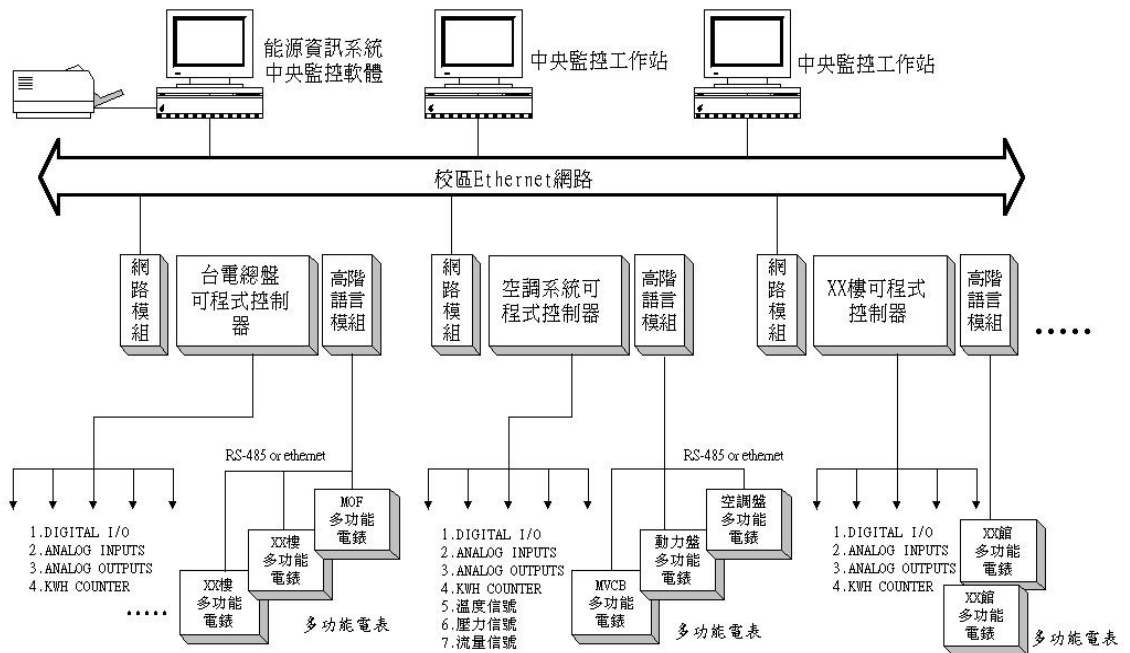 能源資訊系統
中央監控軟體
中央監控工作站
中央監控工作站
校區Ethernet網路
網路模組
台電總盤
可程式控制
器
高階
語言
模組
網路模組
空調系統可
程式控制器
高階
語言
模組
網路模組
XX樓可程式
控制器
高階
語言
模組
.....
RS-485 or ethernet
1.DIGITAL I/O
2.ANALOG INPUTS
3.ANALOG OUTPUTS
4.KWH COUNTER
.....
MOF
多功能
電錶
XX樓
多功能
電錶
XX樓
多功能
電錶
多功能電表
RS-485 or ethernet
1.DIGITAL I/O
2.ANALOG INPUTS
3.ANALOG OUTPUTS
4.KWH COUNTER
5.溫度信號
6.壓力信號
7.流量信號
空調盤
多功能
電錶
動力盤
多功能
電錶
MVCB
多功能
電錶
多功能電表
1.DIGITAL I/O
2.ANALOG INPUTS
3.ANALOG OUTPUTS
4.KWH COUNTER
XX館
多功能
電錶
XX館
多功能
電錶
多功能電表